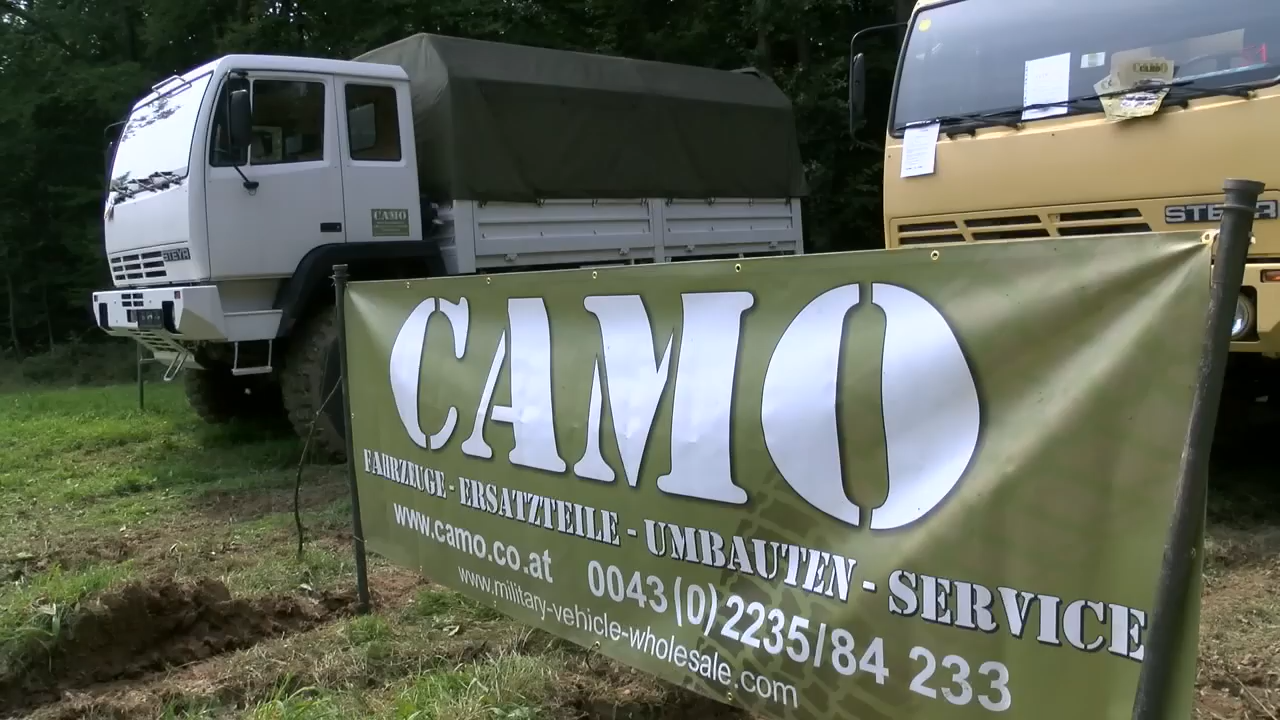 STEYR
CAMO
CAMO
STEYR
CAMO
FAHRZEUGE - ERSATZTEILE - UMBAUTEN - SERVICE
www.camo.co.at 0043 (0) 2235/84 233
www.military-vehicle-wholesale.com